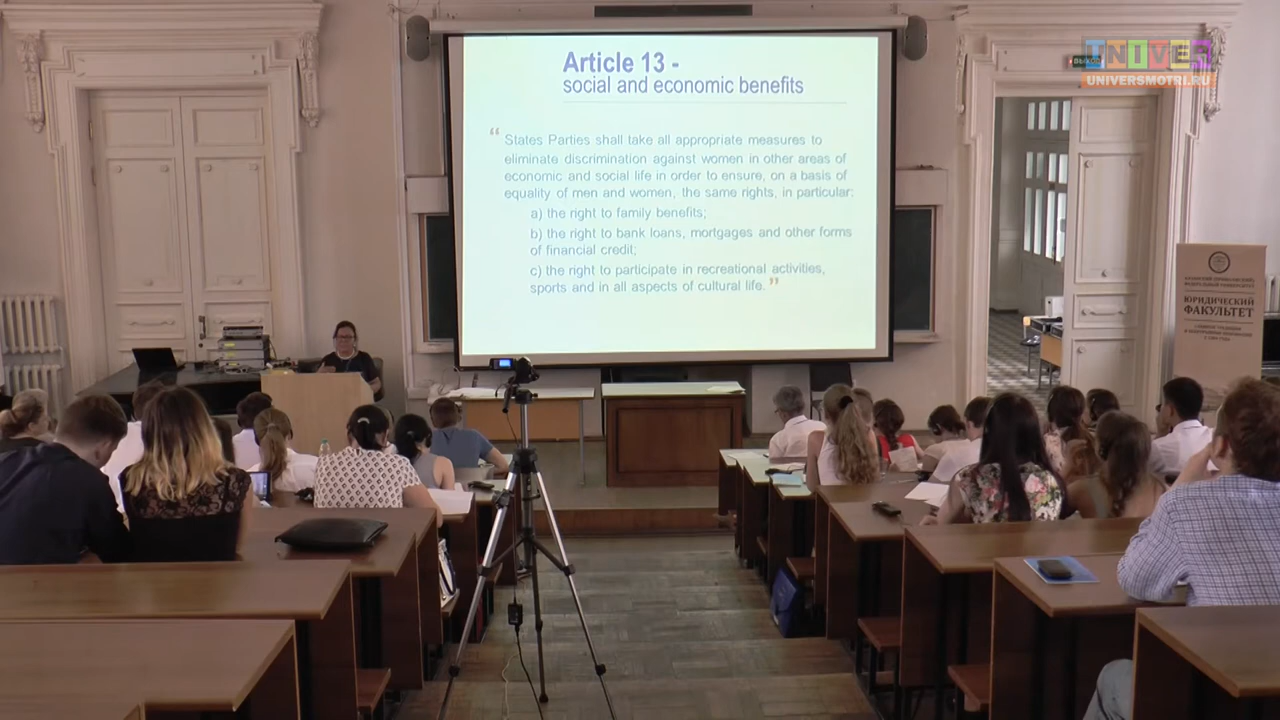 Article 13 -
social and economic benefits
“ States Parties shall take all appropriate measures to
eliminate discrimination against women in other areas of
economic and social life in order to ensure, on a basis of
equality of men and women, the same rights, in particular:
a) the right to family benefits;
b) the right to bank loans, mortgages and other forms
of financial credit;
c) the right to participate in recreational activities,
sports and in all aspects of cultural life. ”
UNIVER
ВЫХОД
UNIVERSMOTRI.RU
ФЕДЕРАЛЬНЫЙ УНИВЕРСИТЕТ
ЮРИДИЧЕСКИЙ
ФАКУЛЬТЕТ